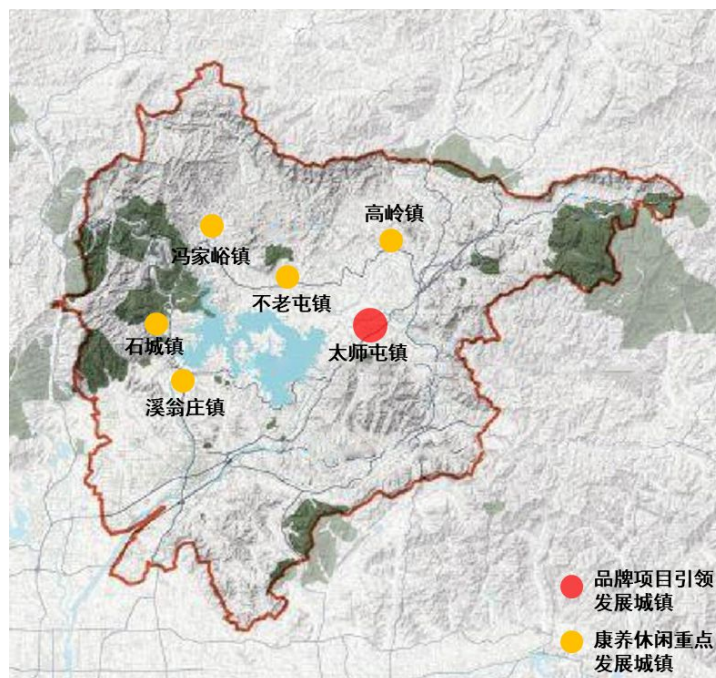 高岭镇
冯家峪镇
不老屯镇
石城镇
太师屯镇
溪翁庄镇
品牌项目引领
发展城镇
康养休闲重点
发展城镇